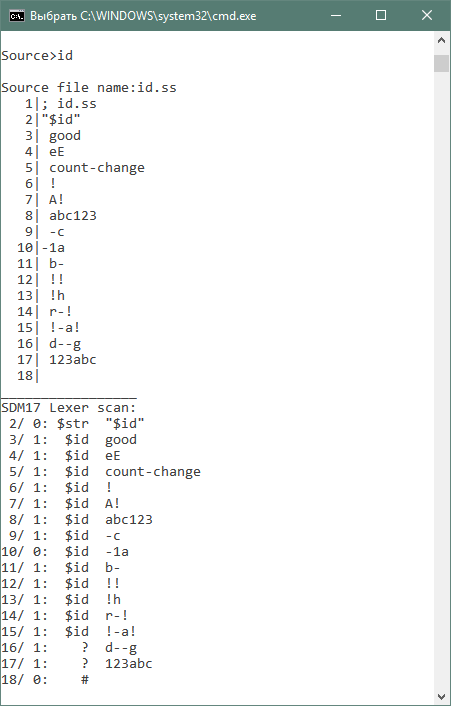 Выбрать C:\WINDOWS\system32\cmd.exe
Source>id
Source file name:id.ss
1|; id.ss
2|"$id"
3| good
4| eE
5| count-change
6| !
7| A!
8| abc123
9| -c
10|-1a
11| b-
12| !!
13| !h
14| r-!
15| !-a!
16| d--g
17| 123abc
18|
_________________
SDM17 Lexer scan:
2/ 0: $str  "$id"
3/ 1:  $id  good
4/ 1:  $id  eE
5/ 1:  $id  count-change
6/ 1:  $id  !
7/ 1:  $id  A!
8/ 1:  $id  abc123
9/ 1:  $id  -c
10/ 0:  $id  -1a
11/ 1:  $id  b-
12/ 1:  $id  !!
13/ 1:  $id  !h
14/ 1:  $id  r-!
15/ 1:  $id  !-a!
16/ 1:    ?  d--g
17/ 1:    ?  123abc
18/ 0:    #